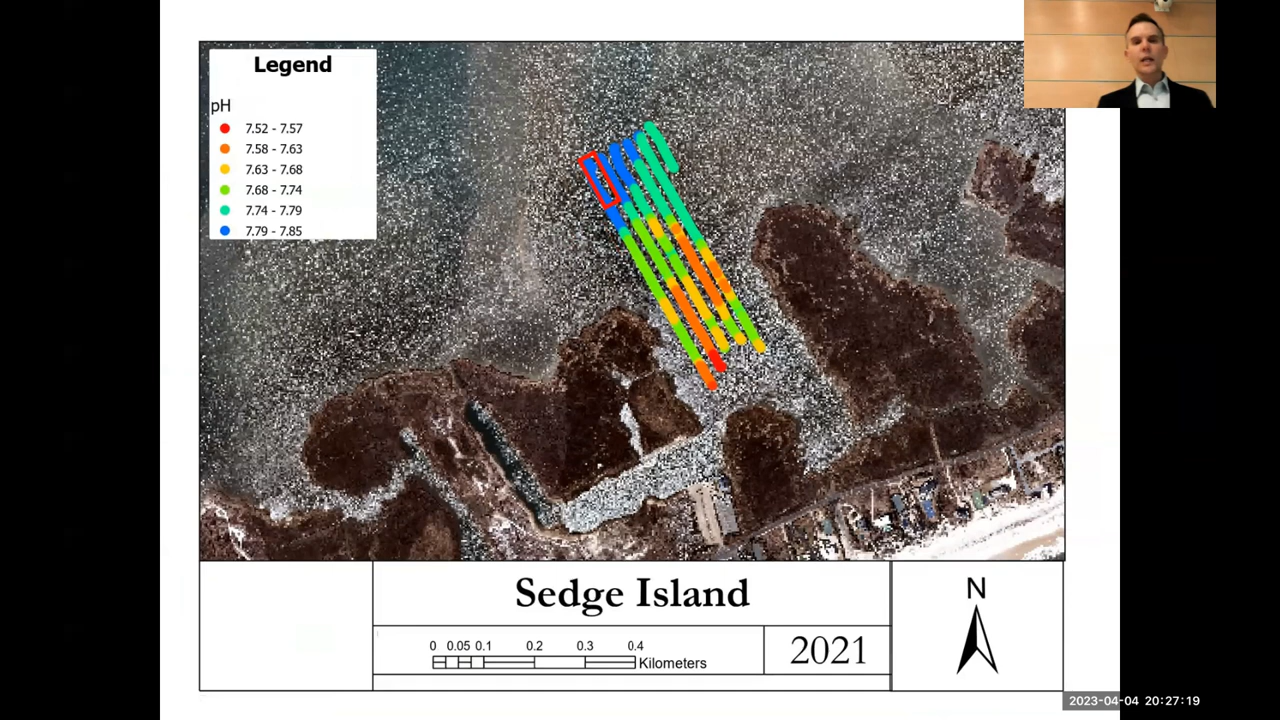 Legend
pH
7.52 - 7.57
7.58 - 7.63
7.63 - 7.68
7.68 - 7.74
7.74 - 7.79
7.79 - 7.85
Sedge Island
N
0 0.05 0.1 0.2 0.3 0.4
Kilometers
2021
2023-04-04 20:27:19